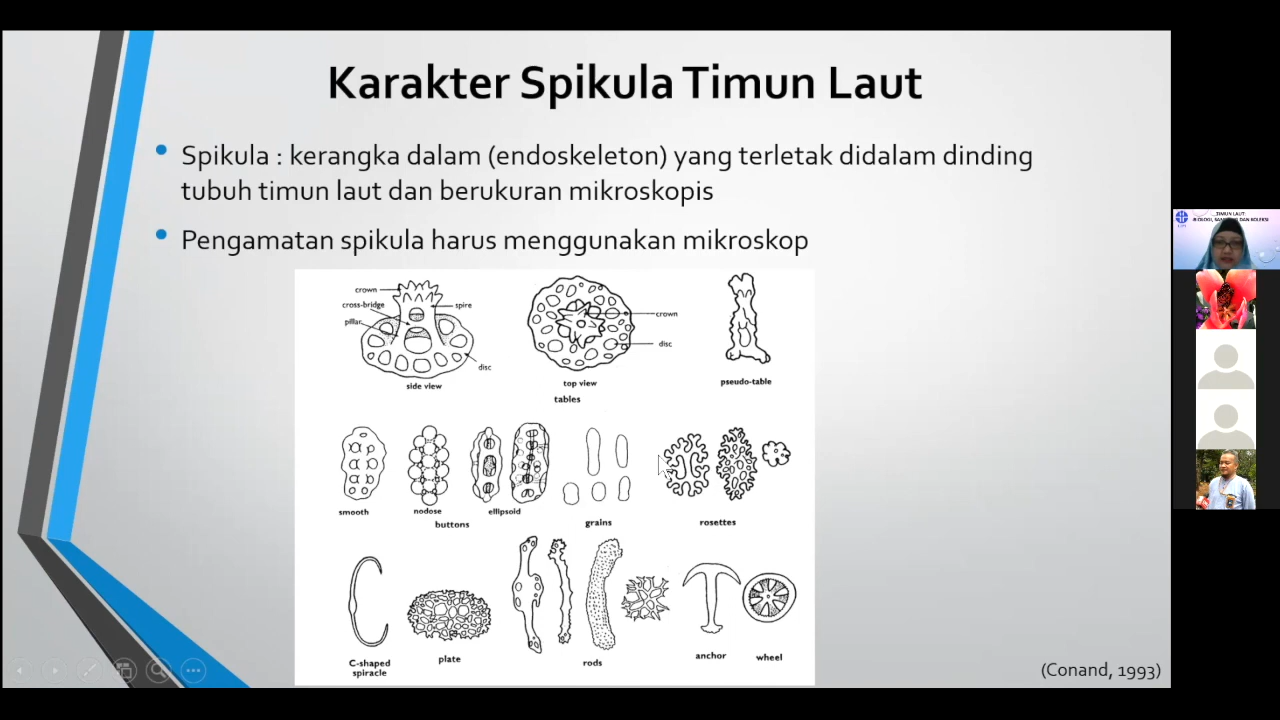 Karakter Spikula Timun Laut
• Spikula : kerangka dalam (endoskeleton) yang terletak didalam dinding
tubuh timun laut dan berukuran mikroskopis
• Pengamatan spikula harus menggunakan mikroskop
crown
cross-bridge
spire
pillar
disc
side view
crown
disc
top view
tables
pseudo-table
smooth
nodose
ellipsoid
buttons
grains
rosettes
C-shaped
spiracle
plate
rods
anchor
wheel
(Conand, 1993)
TIMUN LAUT: